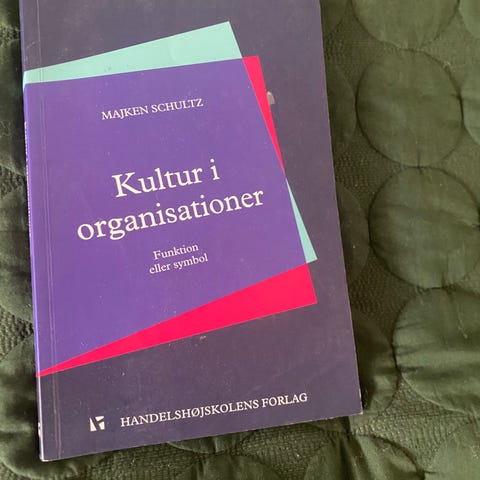 MAJKEN SCHULTZ
Kultur i
organisationer
Funktion
eller symbol
HANDELSHØJSKOLENS FORLAG